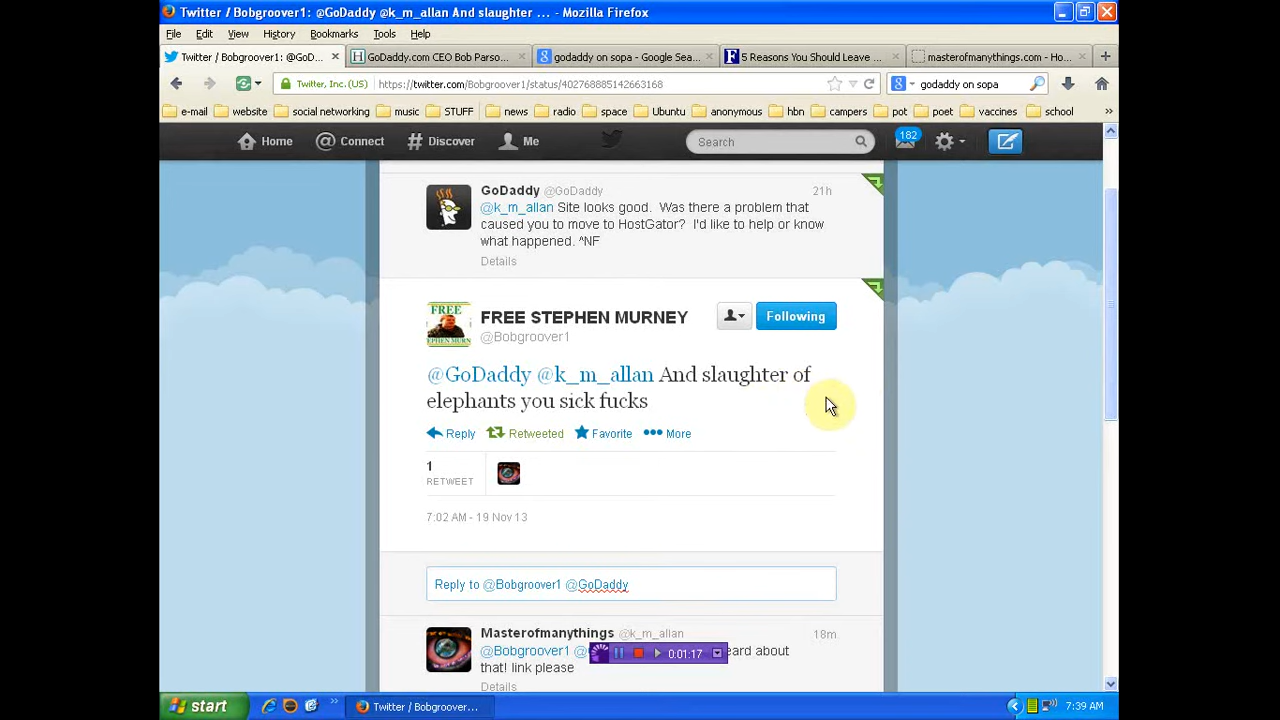 Twitter / Bobgroover1: @GoDaddy @k_m_allan And slaughter ... - Mozilla Firefox
File Edit View History Bookmarks Tools Help
Twitter / Bobgroover1: @GoD...
GoDaddy.com CEO Bob Parso...
godaddy on sopa - Google Sea...
5 Reasons You Should Leave ...
masterofmanythings.com - Ho...
Twitter, Inc. (US) https://twitter.com/Bobgroover1/status/402768885142663168
godaddy on sopa
e-mail website social networking music STUFF news radio space Ubuntu anonymous hbn campers pot poet vaccines school
Home Connect Discover Me Search 182
GoDaddy @GoDaddy 21h
@k_m_allan Site looks good. Was there a problem that
caused you to move to HostGator? I'd like to help or know
what happened. ^NF
Details
FREE
FREE STEPHEN MURNEY
Following
@Bobgroover1
@GoDaddy @k_m_allan And slaughter of
elephants you sick fucks
Reply Retweeted Favorite More
1
RETWEET
7:02 AM - 19 Nov 13
Reply to @Bobgroover1 @GoDaddy
Masterofmanythings @k_m_allan 18m
@Bobgroover1 @
eard about
0:01:17
that! link please
Details
start
Twitter / Bobgroover...
7:39 AM